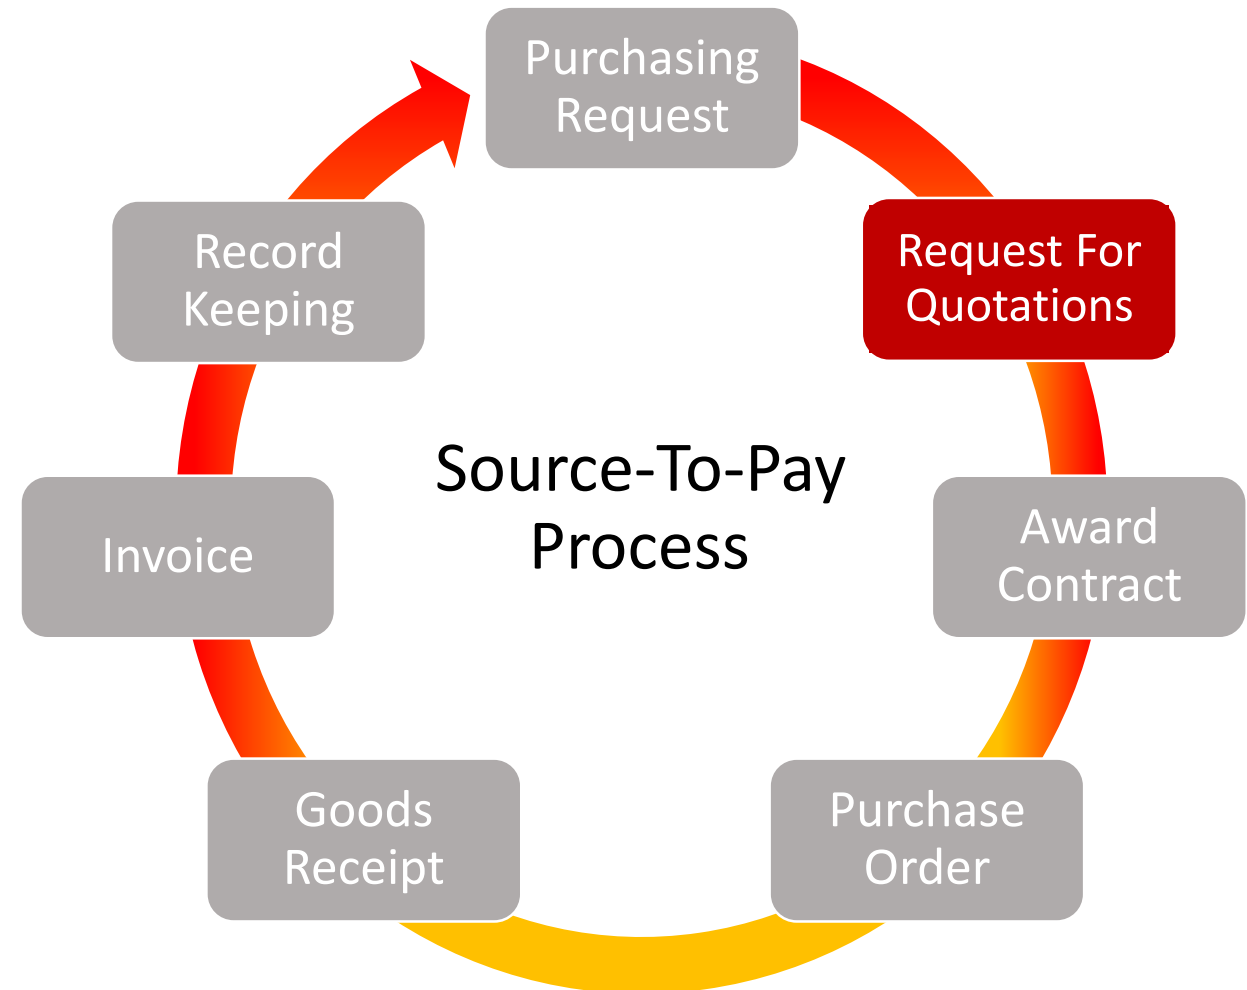 Purchasing
Request
Request For
Quotations
Award
Contract
Purchase
Order
Goods
Receipt
Invoice
Record
Keeping
Source-To-Pay
Process